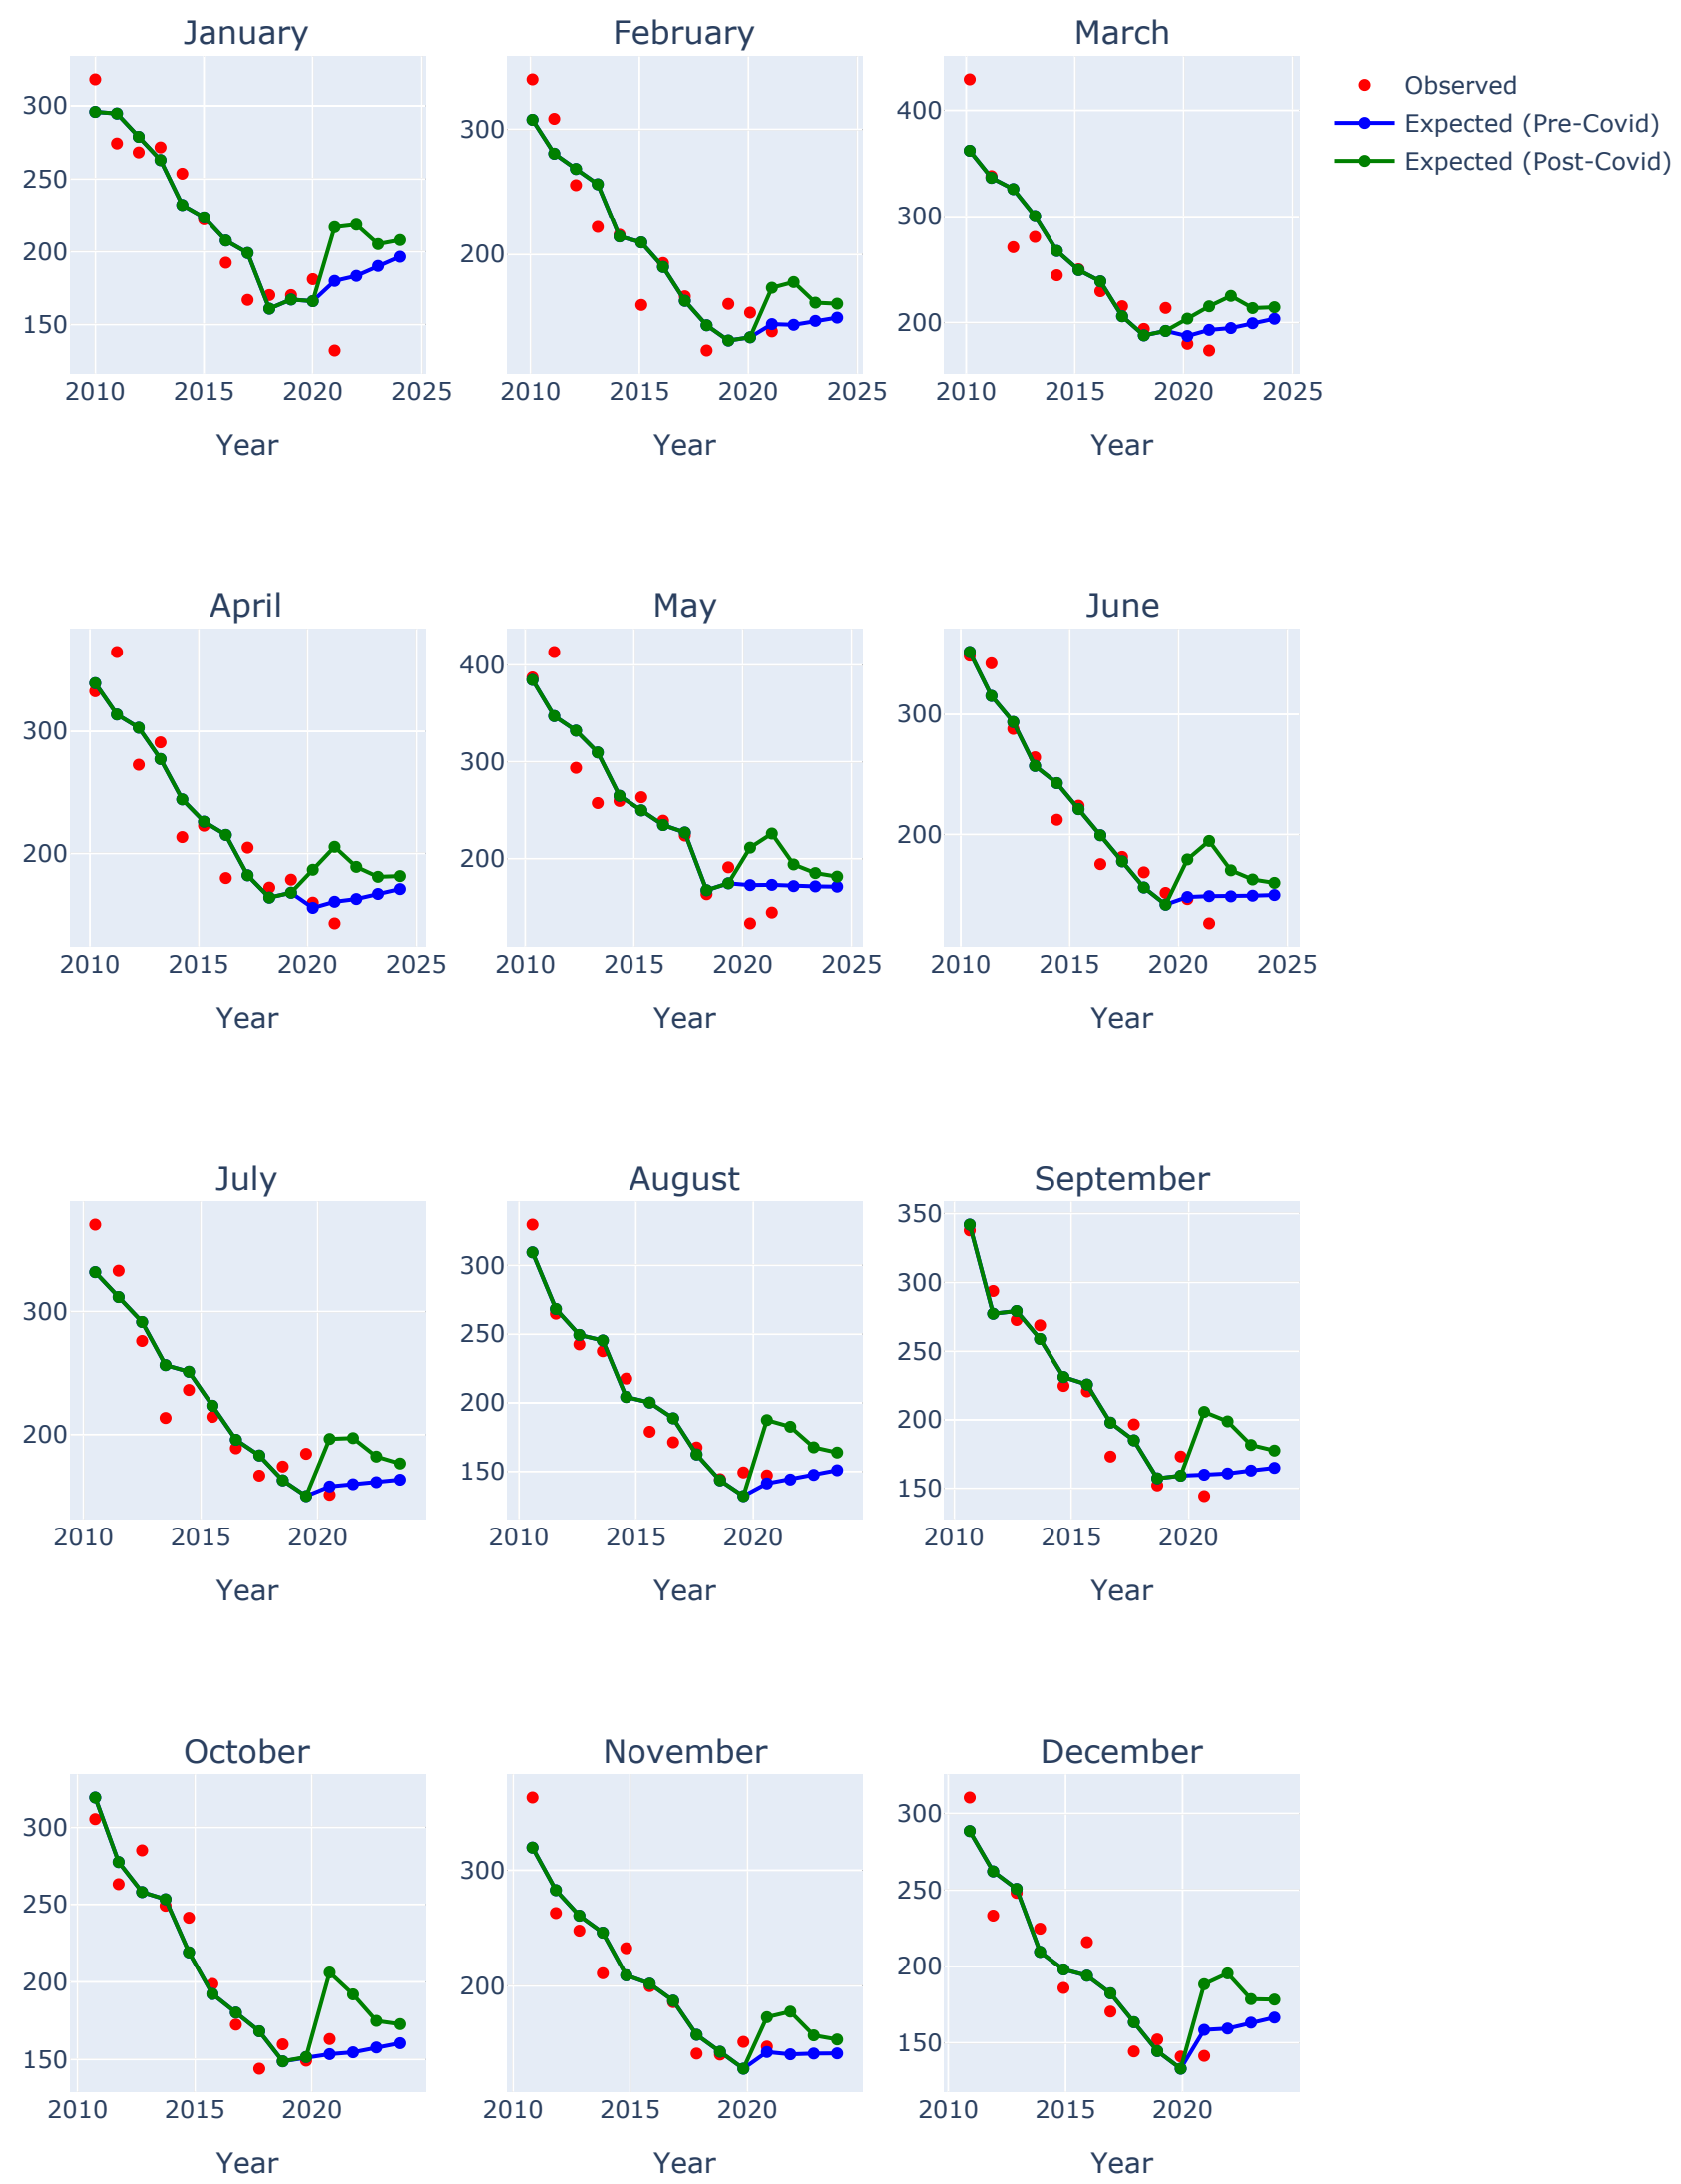 January February March
300
250
200
150
300
200
400
300
200
Observed
Expected (Pre-Covid)
Expected (Post-Covid)
2010 2015 2020 2025 2010 2015 2020 2025 2010 2015 2020 2025
Year Year Year
April May June
300
200
400
300
200
300
200
2010 2015 2020 2025 2010 2015 2020 2025 2010 2015 2020 2025
Year Year Year
July August September
300
200
300
250
200
150
350
300
250
200
150
2010 2015 2020 2010 2015 2020 2010 2015 2020
Year Year Year
October November December
300
250
200
150
300
200
300
250
200
150
2010 2015 2020 2010 2015 2020 2010 2015 2020
Year Year Year